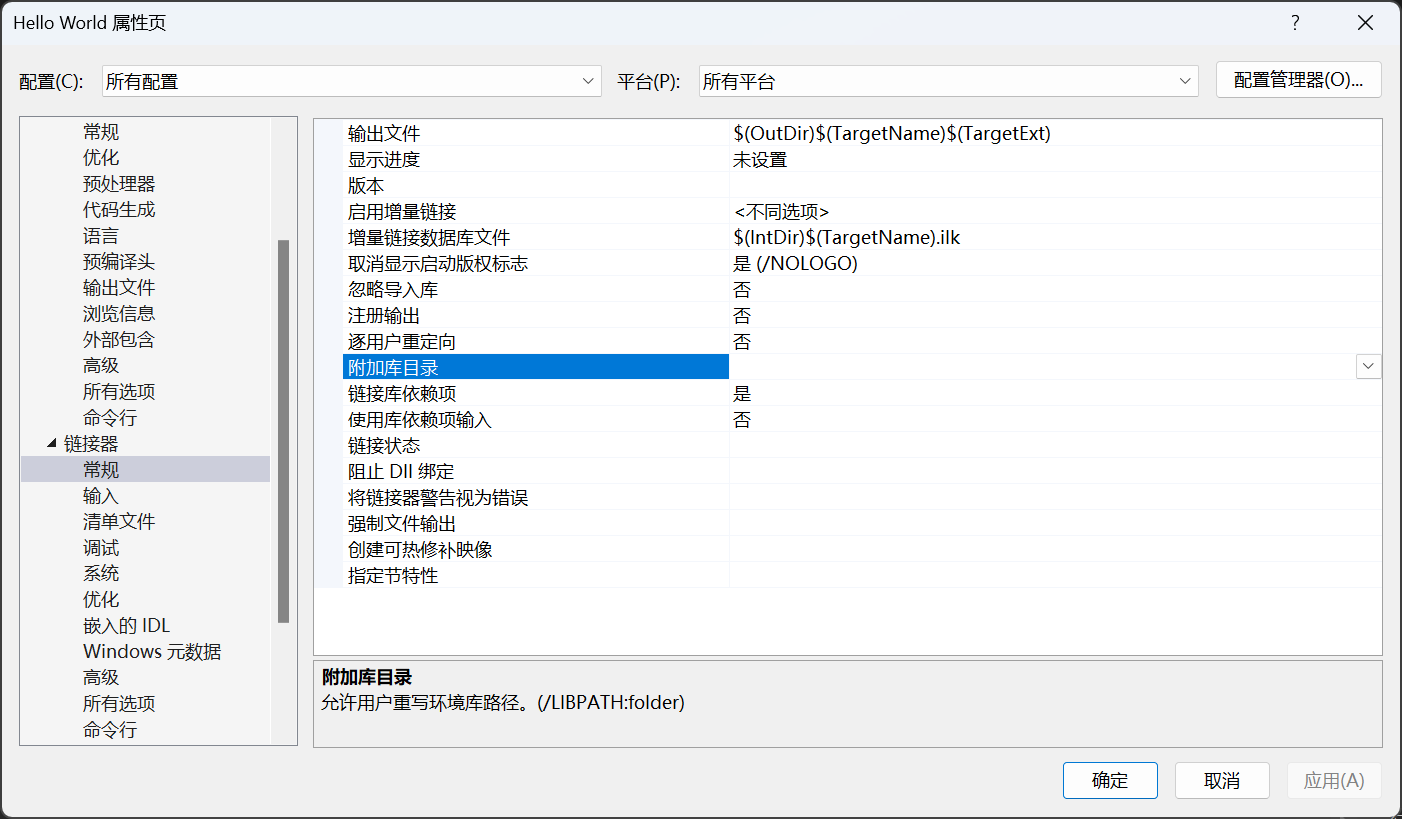 Hello World 属性页
?
配置(C):
所有配置
平台(P):
所有平台
配置管理器(O)...
常规
优化
预处理器
代码生成
语言
预编译头
输出文件
浏览信息
外部包含
高级
所有选项
命令行
链接器
常规
输入
清单文件
调试
系统
优化
嵌入的 IDL
Windows 元数据
高级
所有选项
命令行
输出文件 $(OutDir)$(TargetName)$(TargetExt)
显示进度 未设置
版本
启用增量链接 <不同选项>
增量链接数据库文件 $(IntDir)$(TargetName).ilk
取消显示启动版权标志 是 (/NOLOGO)
忽略导入库 否
注册输出 否
逐用户重定向 否
附加库目录
链接库依赖项 是
使用库依赖项输入 否
链接状态
阻止 Dll 绑定
将链接器警告视为错误
强制文件输出
创建可热修补映像
指定节特性
附加库目录
允许用户重写环境库路径。(/LIBPATH:folder)
确定
取消
应用(A)